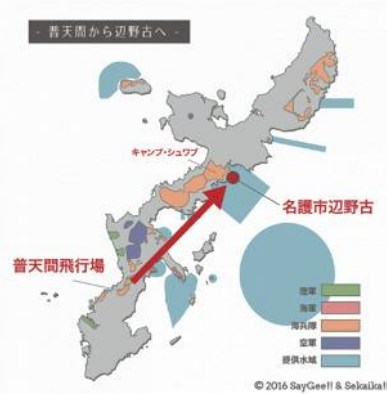 - 普天間から辺野古へ -
キャンプ・シュワブ
名護市辺野古
普天間飛行場
陸軍
海軍
海兵隊
空軍
提供水域
© 2016 SayGee!! & Sekaika!!